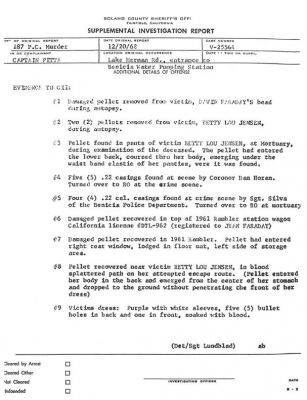 SOLANO COUNTY SHERIFF'S OFFI
FAIRFIELD, CALIFORNIA
SUPPLEMENTAL INVESTIGATION REPORT
OF ORIGINAL REPORT
DATE ORIGINAL REPORT
CASE NUMBER
187 P.C. Murder
12/20/68
V-25564
OR COMPLAINANT
LOCATION ORIGINAL OCCURRENCE
CAPTAIN PITTA
Lake Herman Rd., entrance to
Benicia Water Pumping Station
ADDITIONAL DETAILS OF OFFENSE
EVIDENCE TO CII:
#1 Damaged pellet removed from victim, DAVID FARADAY'S head
during autopsy.
#2 Two (2) pellets removed from victim, BETTY LOU JENSEN,
during autopsy.
#3 Pellet found in pants of victim BETTY LOU JENSEN, at Mortuary,
during examination of the deceased. The pellet had entered
the lower back, coursed thru her body, emerging under the
waist band elastic of her panties, were it was found.
#4 Five (5) .22 casings found at scene by Coroner Dan Horan.
Turned over to RO at the crime scene.
#5 Four (4) .22 cal. casings found at crime scene by Sgt. Silva
of the Benicia Police Department. Turned over to RO at mortuary
#6 Damaged pellet recovered in top of 1961 Rambler station wagon
California license (registered to JEAN FARADAY)
#7 Damaged pellet recovered in 1961 Rambler. Pellet had entered
right rear window, lodged in floor mat, left side of storage
area.
#8 Pellet recovered near victim BETTY LOU JENSEN, in blood
splattered path on her attempted escape route. (Pellet entered
her body in the back and emerged from the center of her stomach
and dropped to the ground without penetrating the front of her
dress)
#9 Victims dress: Purple with white sleeves, five (5) bullet
holes in back and one in front, soaked with blood.
(Det/Sgt Lundblad) ab
Cleared by Arrest
Cleared Other
Not Cleared
Unfounded
INVESTIGATING OFFICER
DATE